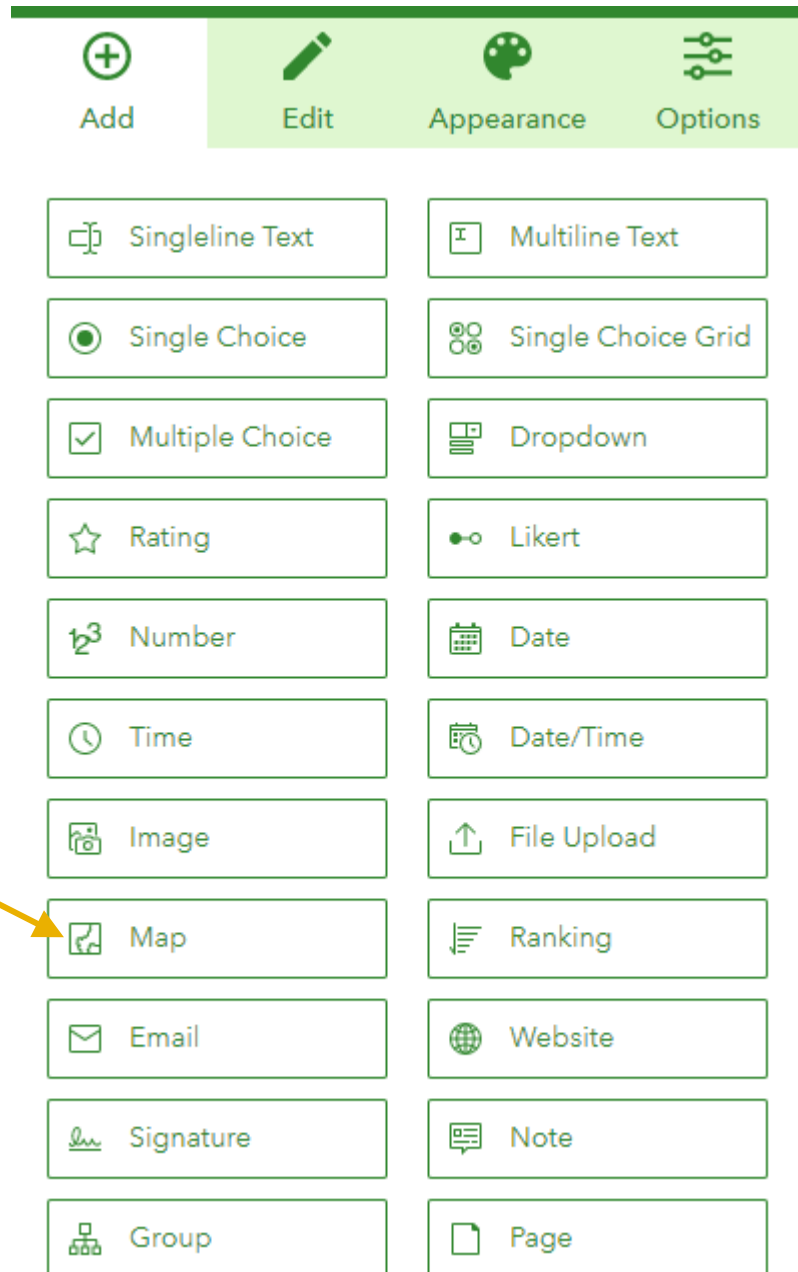 Add Edit Appearance Options
Singleline Text Multiline Text
Single Choice Single Choice Grid
Multiple Choice Dropdown
Rating Likert
Number Date
Time Date/Time
Image File Upload
Map Ranking
Email Website
Signature Note
Group Page